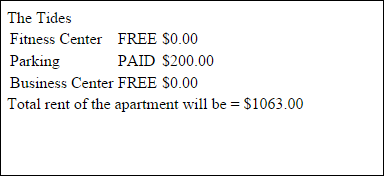 The Tides
Fitness Center FREE $0.00
Parking PAID $200.00
Business Center FREE $0.00
Total rent of the apartment will be = $1063.00